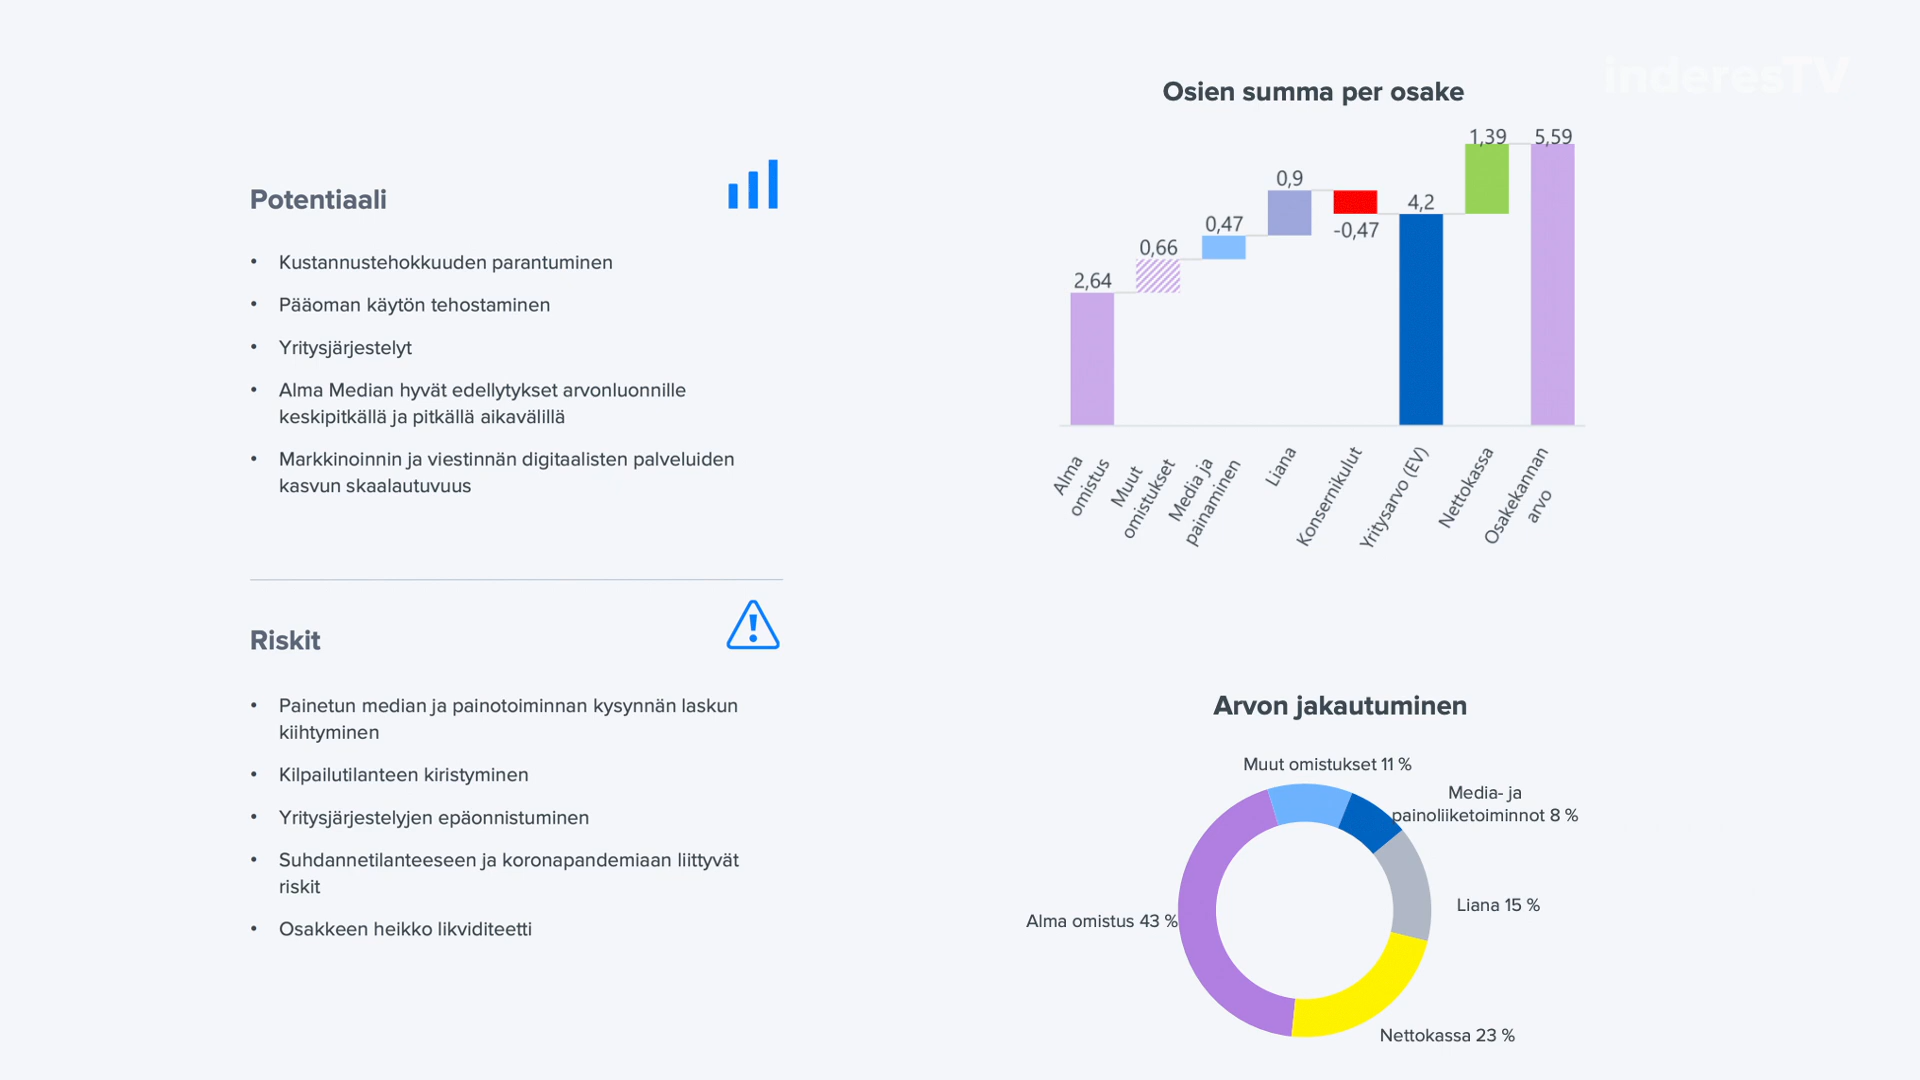 inderesTV
Potentiaali
• Kustannustehokkuuden parantuminen
• Pääoman käytön tehostaminen
• Yritysjärjestelyt
• Alma Median hyvät edellytykset arvonluonnille
keskipitkällä ja pitkällä aikavälillä
• Markkinoinnin ja viestinnän digitaalisten palveluiden
kasvun skaalautuvuus
Riskit
• Painetun median ja painotoiminnan kysynnän laskun
kiihtyminen
• Kilpailutilanteen kiristyminen
• Yritysjärjestelyjen epäonnistuminen
• Suhdannetilanteeseen ja koronapandemiaan liittyvät
riskit
• Osakkeen heikko likviditeetti
Osien summa per osake
2,64
0,66
0,47
0,9
-0,47
4,2
1,39
5,59
Alma
omistus
Muut
omistukset
Media ja
painaminen
Liana
Konsernikulut
Yritysarvo (EV)
Nettokassa
Osakekannan
arvo
Arvon jakautuminen
Muut omistukset 11 %
Media- ja
painoliiketoiminnot 8 %
Liana 15 %
Alma omistus 43 %
Nettokassa 23 %